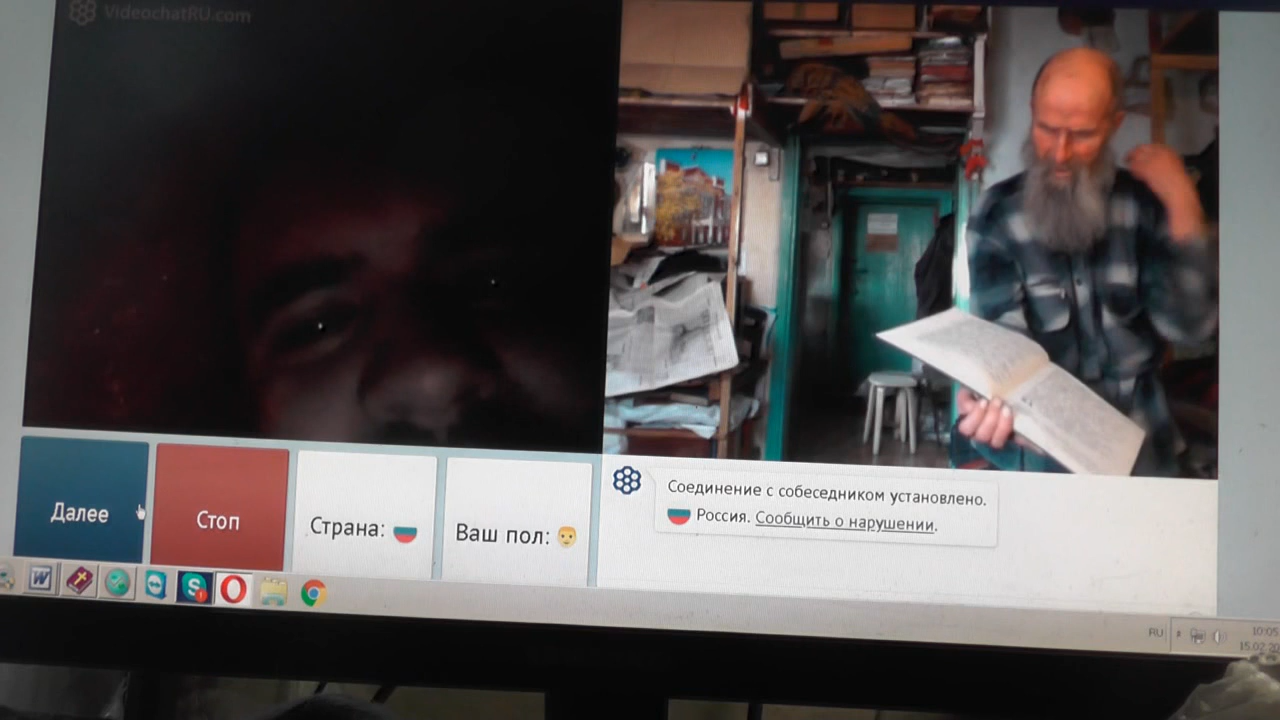 VideochatRU.com
Далее
Стоп
Страна:
Ваш пол:
Соединение с собеседником установлено.
Россия. Сообщить о нарушении.
RU
10:05